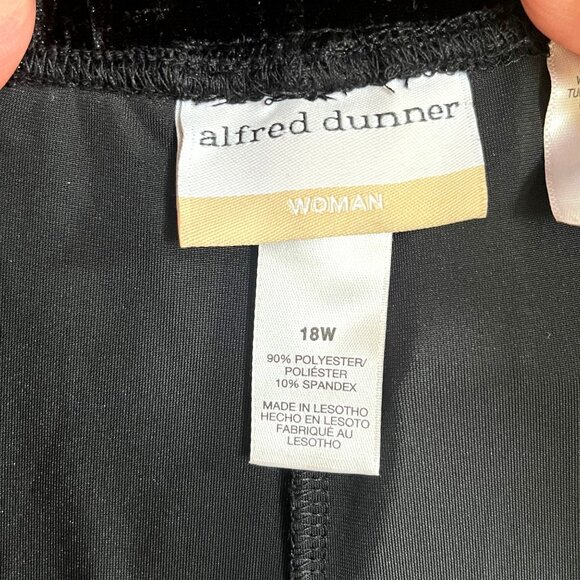 alfred dunner
WOMAN
18W
90% POLYESTER/
POLIÉSTER
10% SPANDEX
MADE IN LESOTHO
HECHO EN LESOTO
FABRIQUÉ AU
LESOTHO